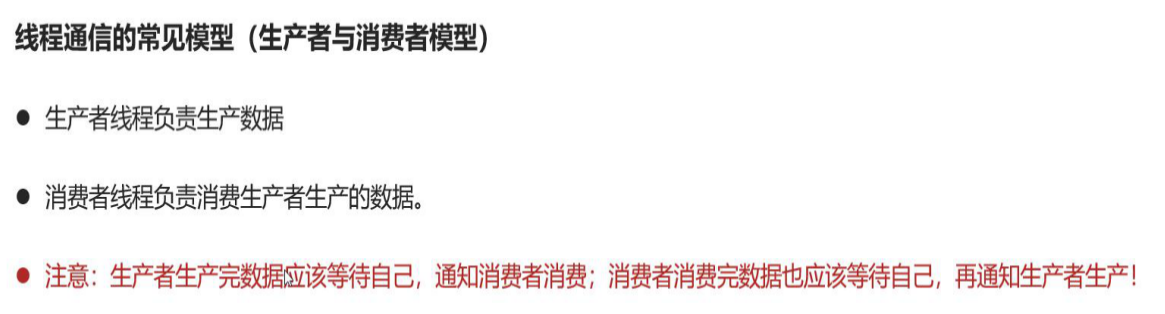 线程通信的常见模型（生产者与消费者模型）
● 生产者线程负责生产数据
● 消费者线程负责消费生产者生产的数据。
● 注意：生产者生产完数据应该等待自己，通知消费者消费；消费者消费完数据也应该等待自己，再通知生产者生产！